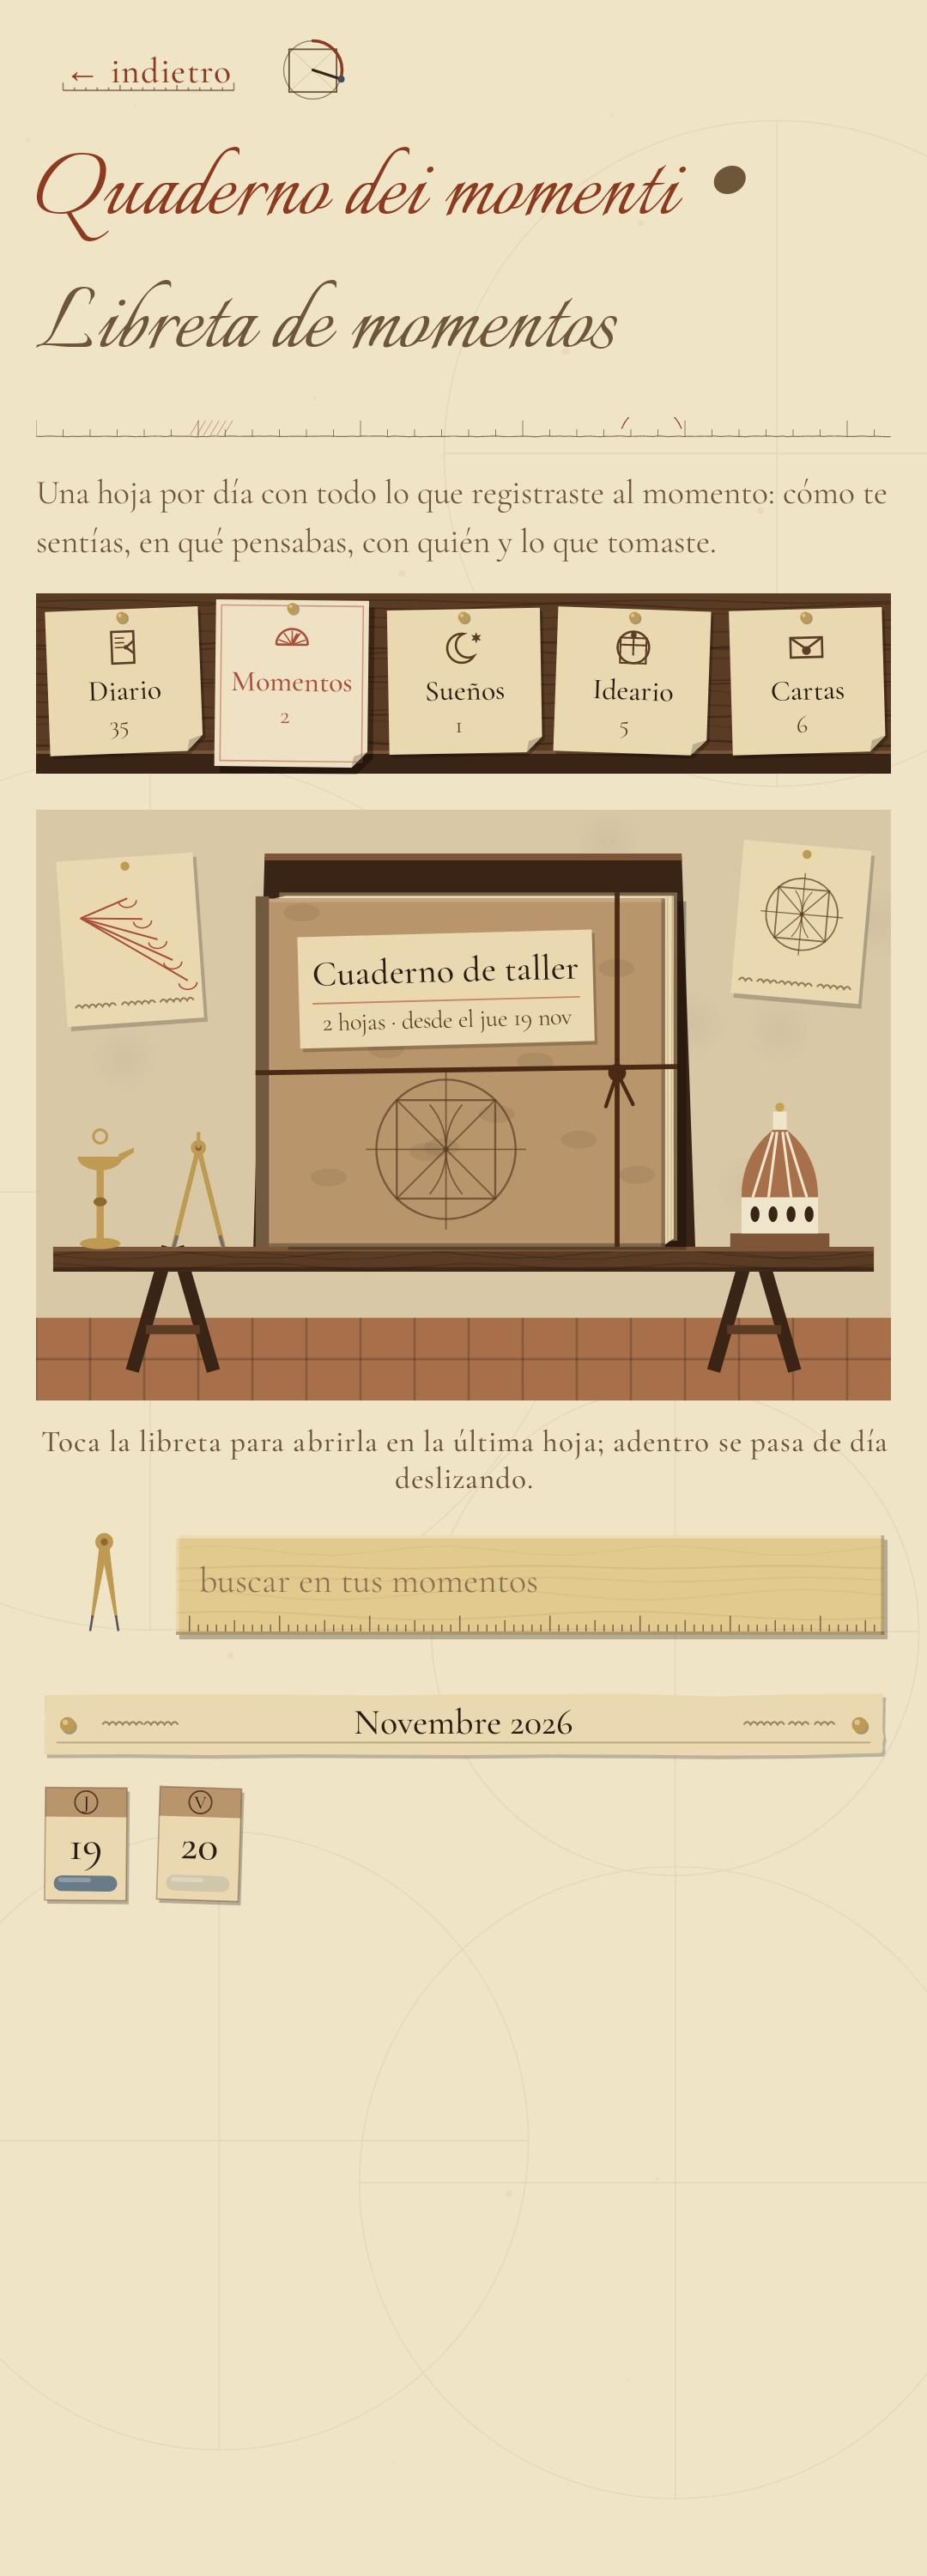 ← indietro
Quaderno dei momenti
Libreta de momentos
Una hoja por día con todo lo que registraste al momento: cómo te
sentías, en qué pensabas, con quién y lo que tomaste.
Diario
35
Momentos
2
Sueños
1
Ideario
5
Cartas
6
Cuaderno de taller
2 hojas · desde el jue 19 nov
Toca la libreta para abrirla en la última hoja; adentro se pasa de día
deslizando.
buscar en tus momentos
Novembre 2026
J
19
V
20